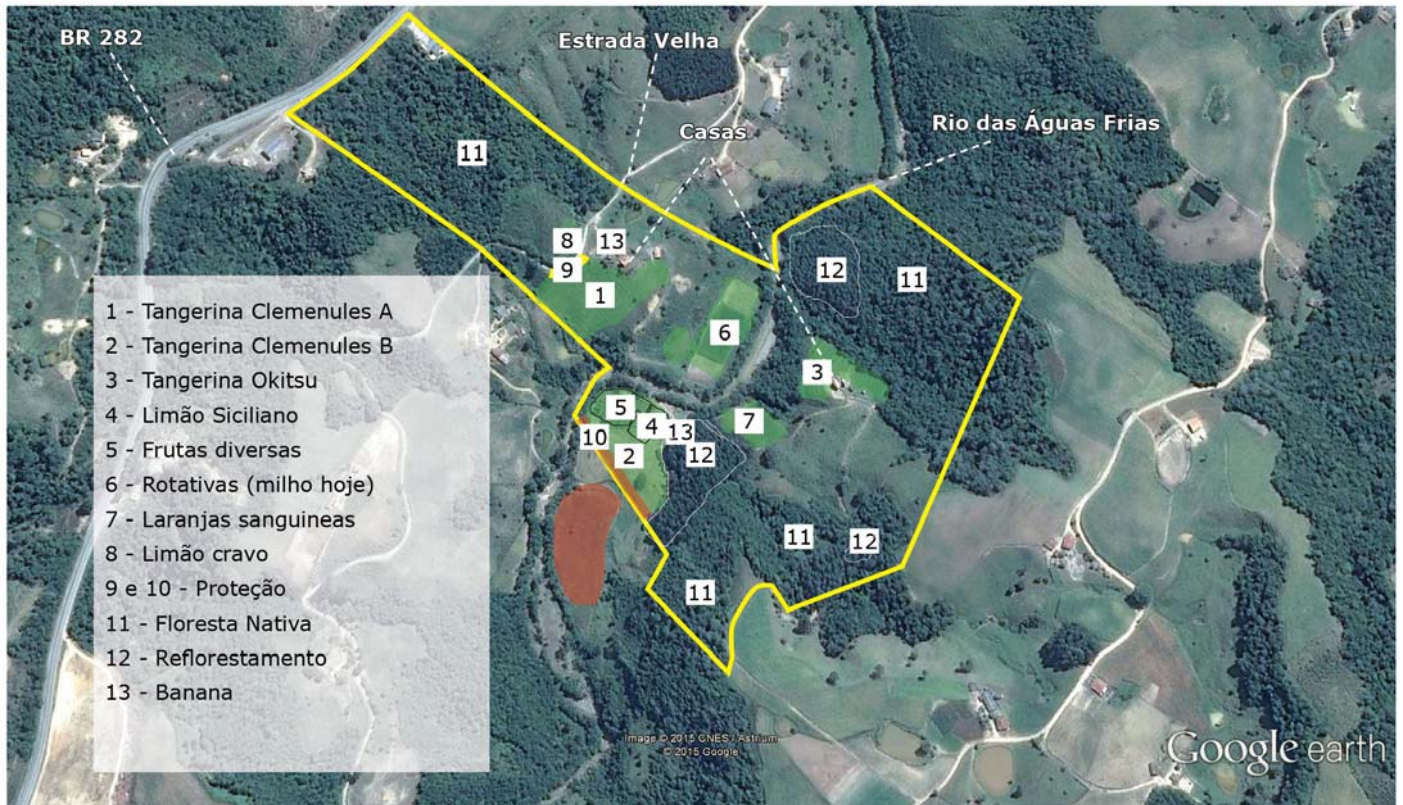 BR 282
Estrada Velha
Casas
Rio das Águas Frias
11
8
13
9
1
12
11
6
3
5
4
13
7
10
2
12
11
12
11
1 - Tangerina Clemenules A
2 - Tangerina Clemenules B
3 - Tangerina Okitsu
4 - Limão Siciliano
5 - Frutas diversas
6 - Rotativas (milho hoje)
7 - Laranjas sanguineas
8 - Limão cravo
9 e 10 - Proteção
11 - Floresta Nativa
12 - Reflorestamento
13 - Banana
Image © 2015 CNES / Astrium
© 2015 Google
Google earth